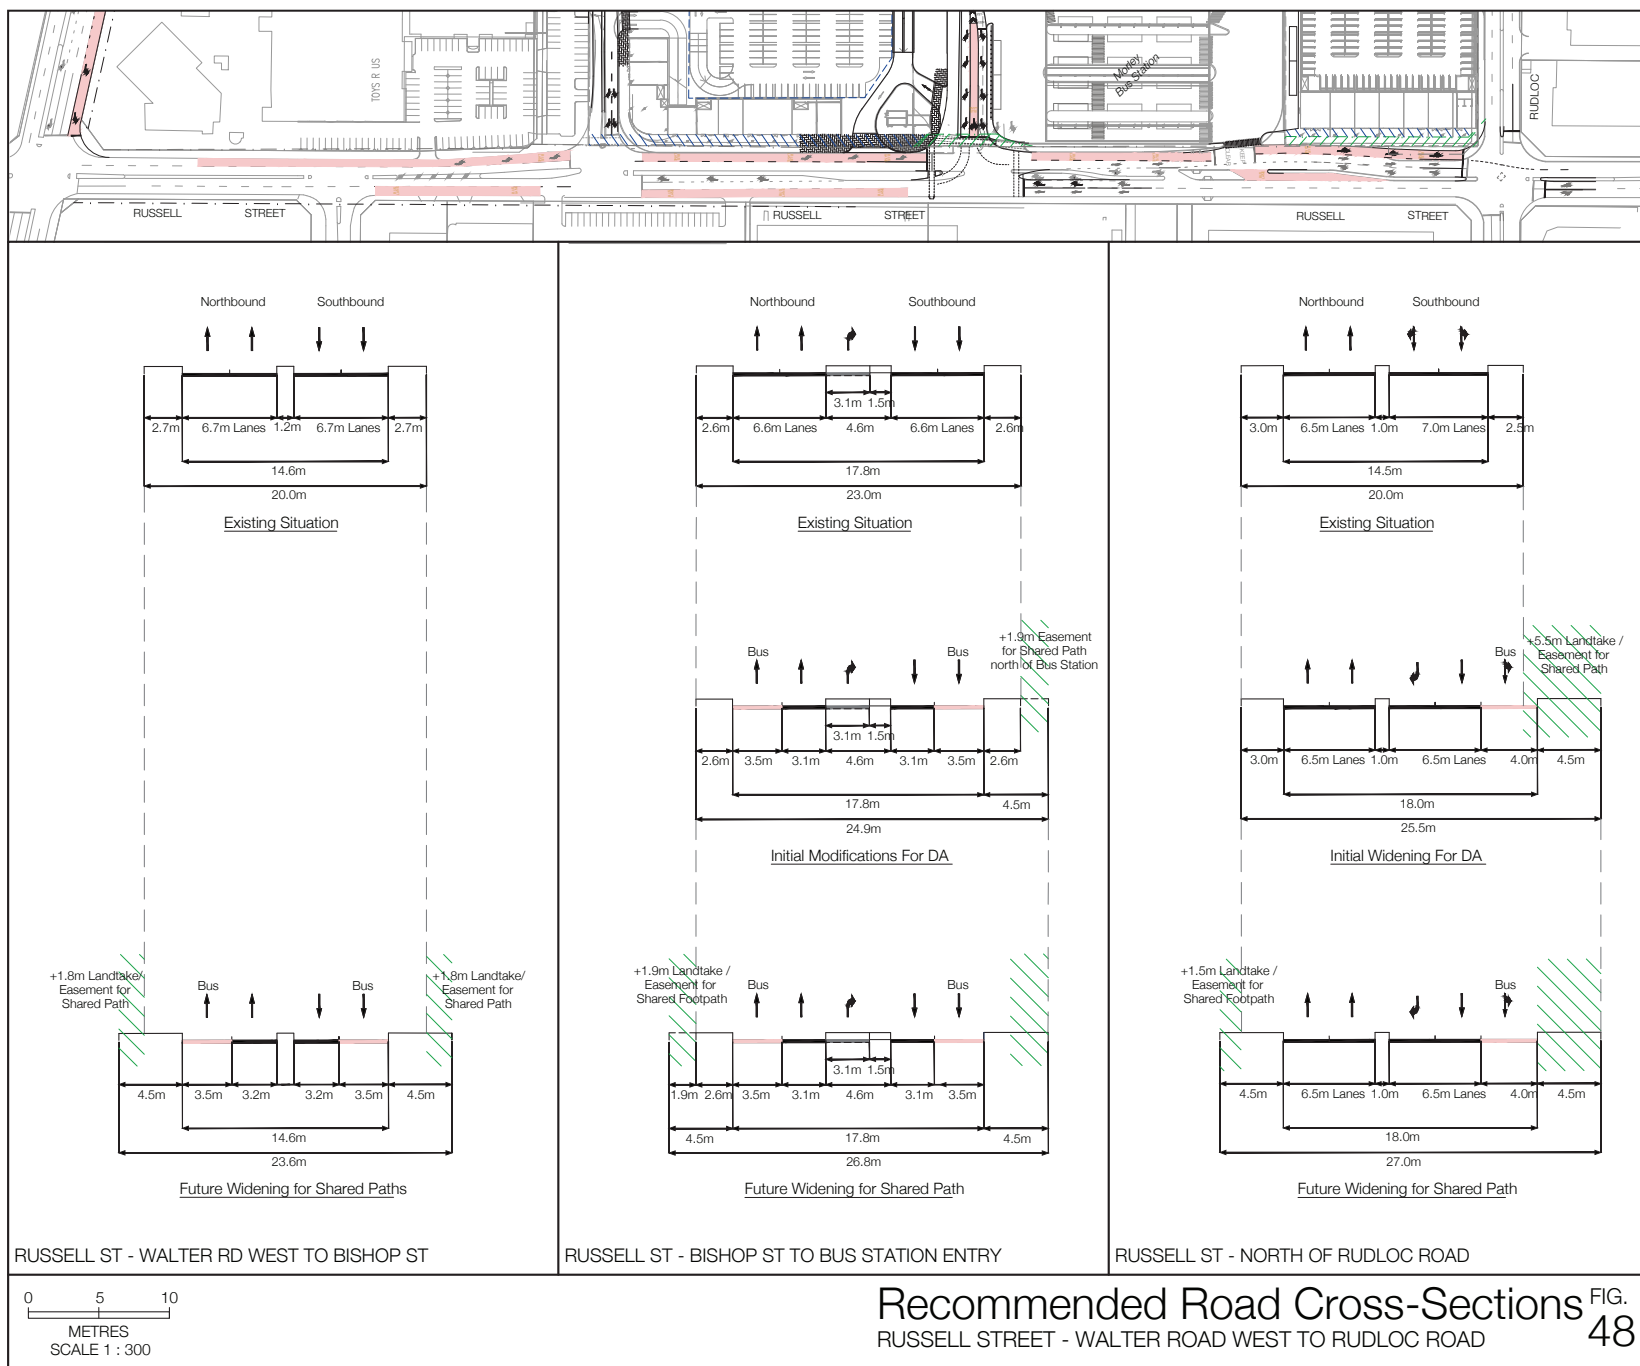 TOYS R US
Morley
Bus Station
RUDLOC
RUSSELL STREET
RUSSELL STREET
RUSSELL STREET
Northbound Southbound
2.7m 6.7m Lanes 1.2m 6.7m Lanes 2.7m
14.6m
20.0m
Existing Situation
+1.8m Landtake/
Easement for
Shared Path
Bus
Bus
+1.8m Landtake/
Easement for
Shared Path
4.5m 3.5m 3.2m 3.2m 3.5m 4.5m
14.6m
23.6m
Future Widening for Shared Paths
RUSSELL ST - WALTER RD WEST TO BISHOP ST
Northbound Southbound
3.1m 1.5m
2.6m 6.6m Lanes 4.6m 6.6m Lanes 2.6m
17.8m
23.0m
Existing Situation
Bus
Bus
+1.9m Easement
for Shared Path
north of Bus Station
3.1m 1.5m
2.6m 3.5m 3.1m 4.6m 3.1m 3.5m 2.6m
17.8m 4.5m
24.9m
Initial Modifications For DA
+1.9m Landtake /
Easement for
Shared Footpath
Bus
Bus
3.1m 1.5m
1.9m 2.6m 3.5m 3.1m 4.6m 3.1m 3.5m
4.5m 17.8m 4.5m
26.8m
Future Widening for Shared Path
RUSSELL ST - BISHOP ST TO BUS STATION ENTRY
Northbound Southbound
3.0m 6.5m Lanes 1.0m 7.0m Lanes 2.5m
14.5m
20.0m
Existing Situation
Bus
+5.5m Landtake /
Easement for
Shared Path
3.0m 6.5m Lanes 1.0m 6.5m Lanes 4.0m 4.5m
18.0m
25.5m
Initial Widening For DA
+1.5m Landtake /
Easement for
Shared Footpath
Bus
4.5m 6.5m Lanes 1.0m 6.5m Lanes 4.0m 4.5m
18.0m
27.0m
Future Widening for Shared Path
RUSSELL ST - NORTH OF RUDLOC ROAD
0 5 10
METRES
SCALE 1 : 300
Recommended Road Cross-Sections
RUSSELL STREET - WALTER ROAD WEST TO RUDLOC ROAD
FIG.
48